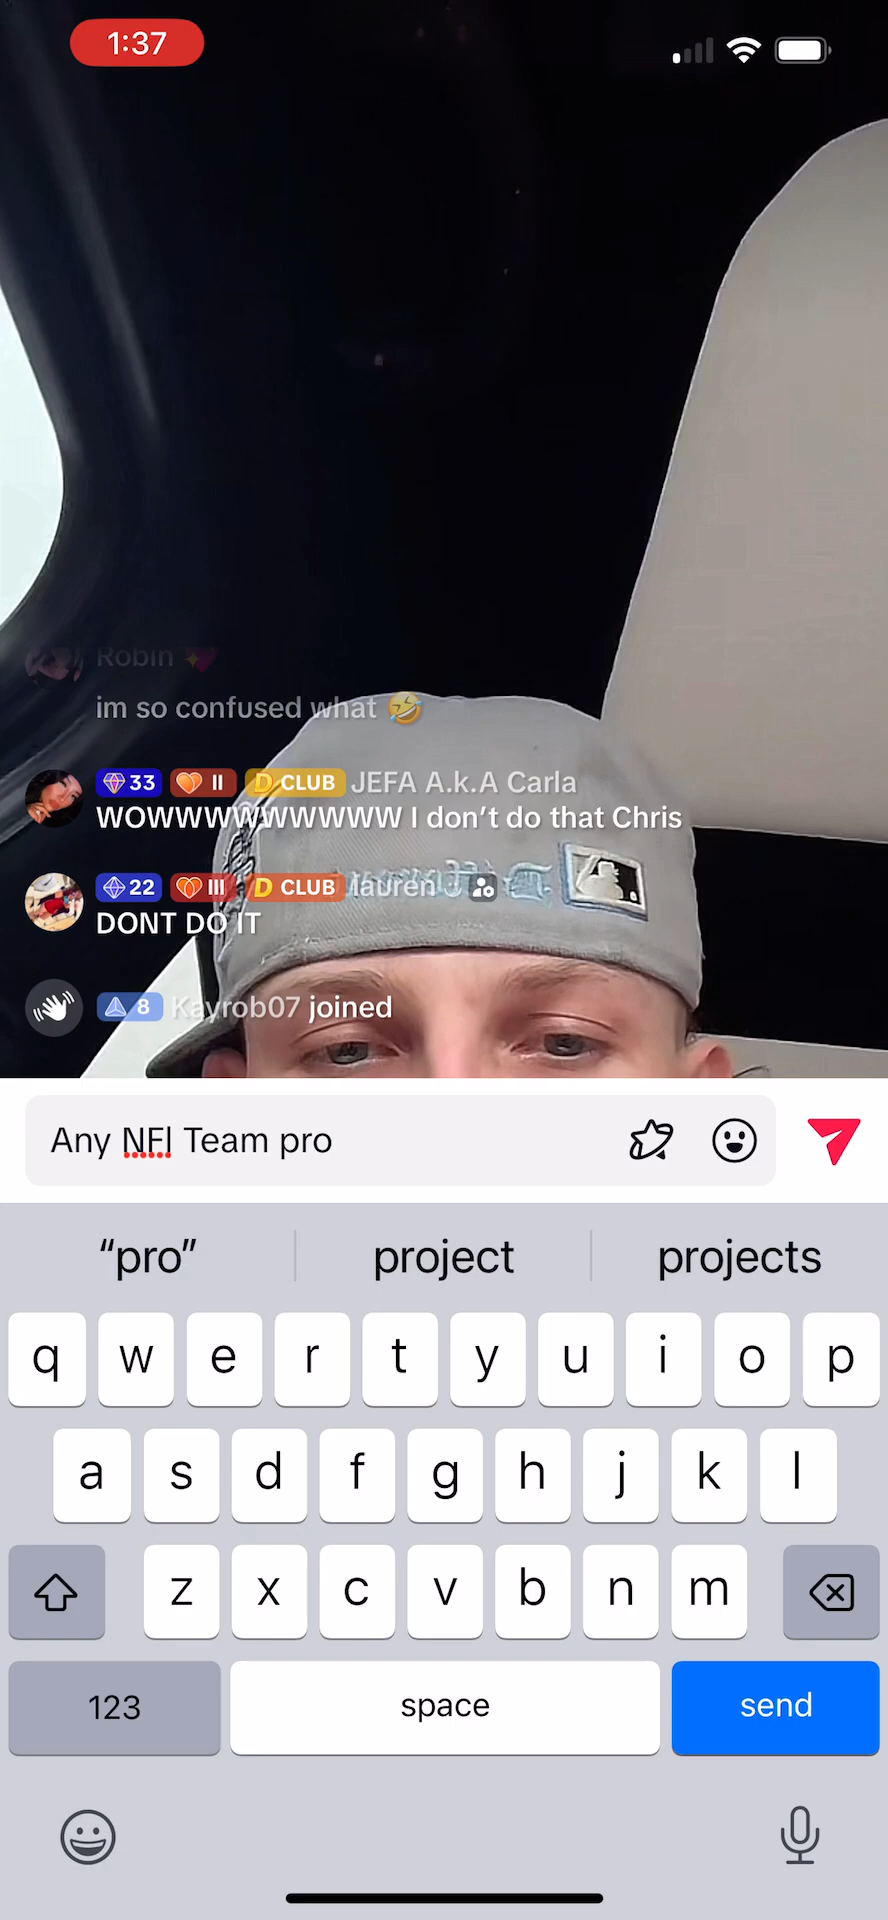 1:37
Robin 💖
im so confused what 🤣
33 II D CLUB JEFA A.k.A Carla
WOWWWWWWWWW I don’t do that Chris
22 III D CLUB lauren
DONT DO IT
8 Kayrob07 joined
Any NFl Team pro
“pro” project projects
q w e r t y u i o p
a s d f g h j k l
z x c v b n m
123 space send